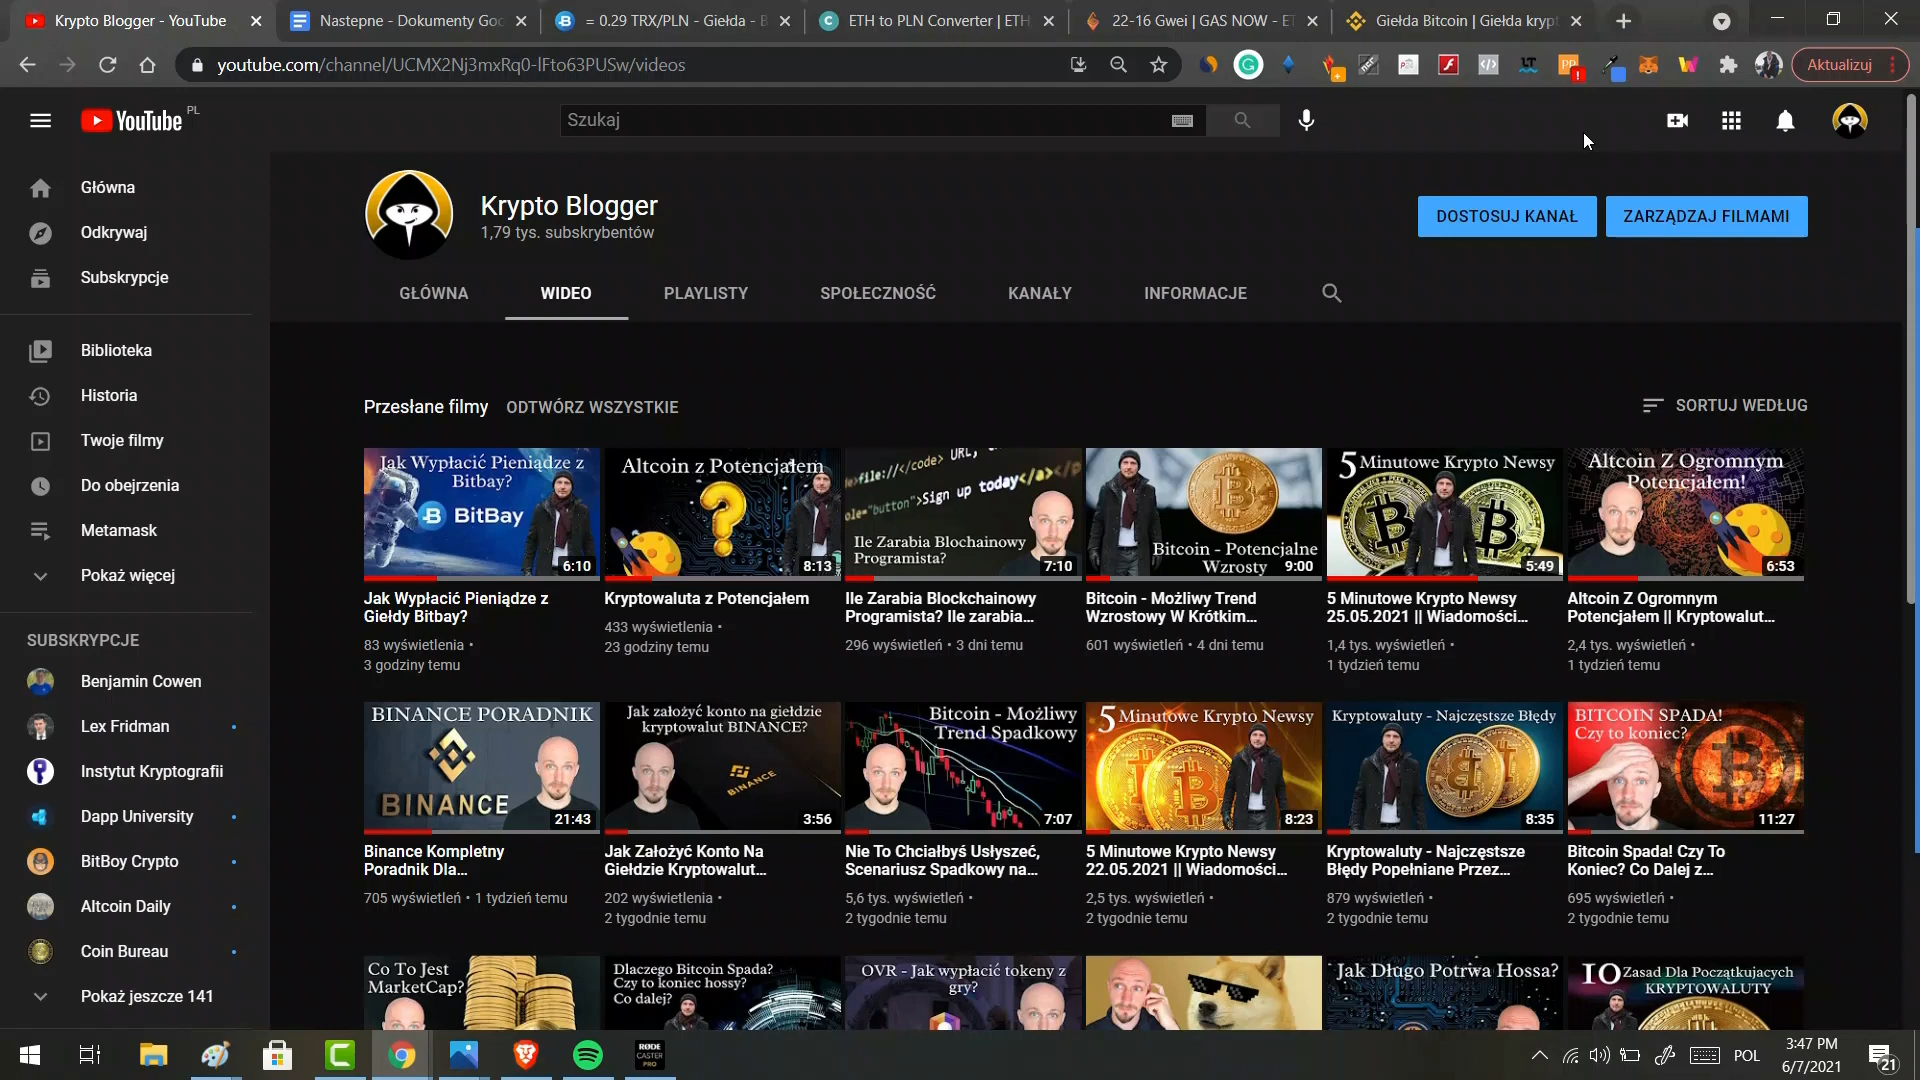 Krypto Blogger - YouTube
Nastepne - Dokumenty Goo
= 0.29 TRX/PLN - Giełda - B
ETH to PLN Converter | ETH
22-16 Gwei | GAS NOW - ET
Giełda Bitcoin | Giełda krypt
youtube.com/channel/UCMX2Nj3mxRq0-lFto63PUSw/videos
Aktualizuj
YouTube PL
Szukaj
Główna
Odkrywaj
Subskrypcje
Biblioteka
Historia
Twoje filmy
Do obejrzenia
Metamask
Pokaż więcej
SUBSKRYPCJE
Benjamin Cowen
Lex Fridman
Instytut Kryptografii
Dapp University
BitBoy Crypto
Altcoin Daily
Coin Bureau
Pokaż jeszcze 141
Krypto Blogger
1,79 tys. subskrybentów
DOSTOSUJ KANAŁ
ZARZĄDZAJ FILMAMI
GŁÓWNA
WIDEO
PLAYLISTY
SPOŁECZNOŚĆ
KANAŁY
INFORMACJE
Przesłane filmy
ODTWÓRZ WSZYSTKIE
SORTUJ WEDŁUG
Jak Wypłacić Pieniądze z
Bitbay?
BitBay
6:10
Jak Wypłacić Pieniądze z
Giełdy Bitbay?
83 wyświetlenia •
3 godziny temu
Altcoin z Potencjałem
?
8:13
Kryptowaluta z Potencjałem
433 wyświetlenia •
23 godziny temu
file://</code> URL,
ole="button">Sign up today</a>
Ile Zarabia Blochainowy
Programista?
7:10
Ile Zarabia Blockchainowy
Programista? Ile zarabia...
296 wyświetleń • 3 dni temu
Bitcoin - Potencjalne
Wzrosty
9:00
Bitcoin - Możliwy Trend
Wzrostowy W Krótkim...
601 wyświetleń • 4 dni temu
5 Minutowe Krypto Newsy
5:49
5 Minutowe Krypto Newsy
25.05.2021 || Wiadomości...
1,4 tys. wyświetleń •
1 tydzień temu
Altcoin Z Ogromnym
Potencjałem!
6:53
Altcoin Z Ogromnym
Potencjałem || Kryptowalut...
2,4 tys. wyświetleń •
1 tydzień temu
BINANCE PORADNIK
BINANCE
21:43
Binance Kompletny
Poradnik Dla...
705 wyświetleń • 1 tydzień temu
Jak założyć konto na giełdzie
kryptowalut BINANCE?
BINANCE
3:56
Jak Założyć Konto Na
Giełdzie Kryptowalut...
202 wyświetlenia •
2 tygodnie temu
Bitcoin - Możliwy
Trend Spadkowy
7:07
Nie To Chciałbyś Usłyszeć,
Scenariusz Spadkowy na...
5,6 tys. wyświetleń •
2 tygodnie temu
5 Minutowe Krypto Newsy
8:23
5 Minutowe Krypto Newsy
22.05.2021 || Wiadomości...
2,5 tys. wyświetleń •
2 tygodnie temu
Kryptowaluty - Najczęstsze Błędy
8:35
Kryptowaluty - Najczęstsze
Błędy Popełniane Przez...
879 wyświetleń •
2 tygodnie temu
BITCOIN SPADA!
Czy to koniec?
11:27
Bitcoin Spada! Czy To
Koniec? Co Dalej z...
695 wyświetleń •
2 tygodnie temu
Co To Jest
MarketCap?
Dlaczego Bitcoin Spada?
Czy to koniec hossy?
Co dalej?
OVR - Jak wypłacić tokeny z
gry?
Jak Długo Potrwa Hossa?
10 Zasad Dla Początkujacych
KRYPTOWALUTY
RØDE
CASTER
PRO
POL
3:47 PM
6/7/2021
21